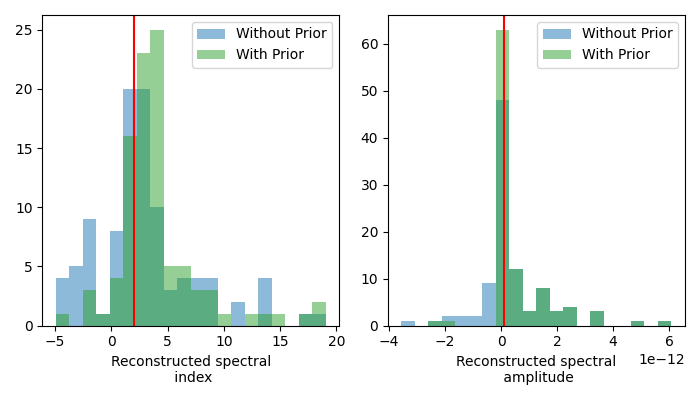 25
20
15
10
5
0
−5
0
5
10
15
20
Reconstructed spectral
index
Without Prior
With Prior
60
50
40
30
20
10
0
−4
−2
0
2
4
6
1e−12
Reconstructed spectral
amplitude
Without Prior
With Prior